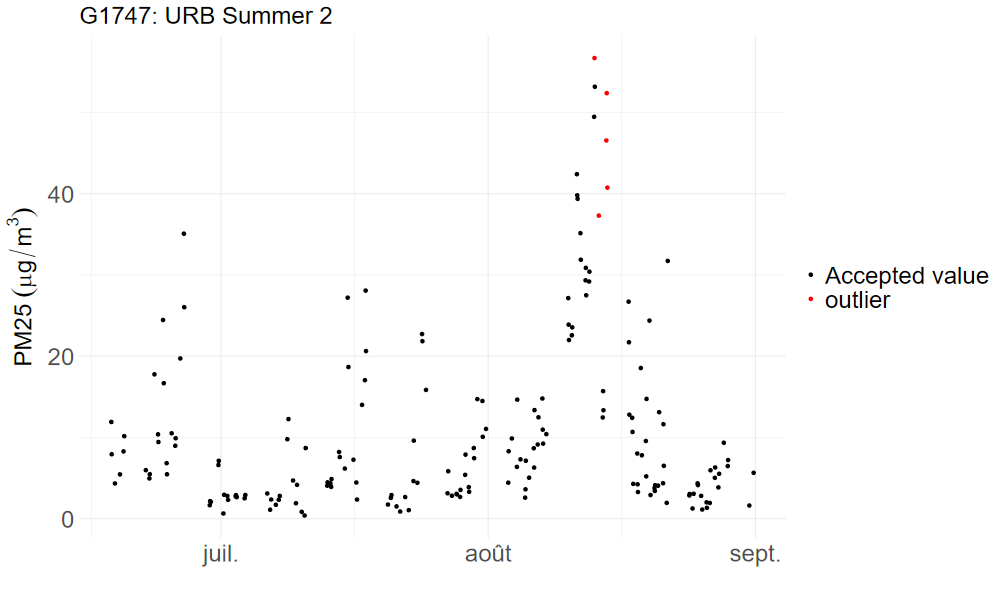 G1747: URB Summer 2
PM25 (μg/m³)
40
20
0
juil.
août
sept.
Accepted value
outlier